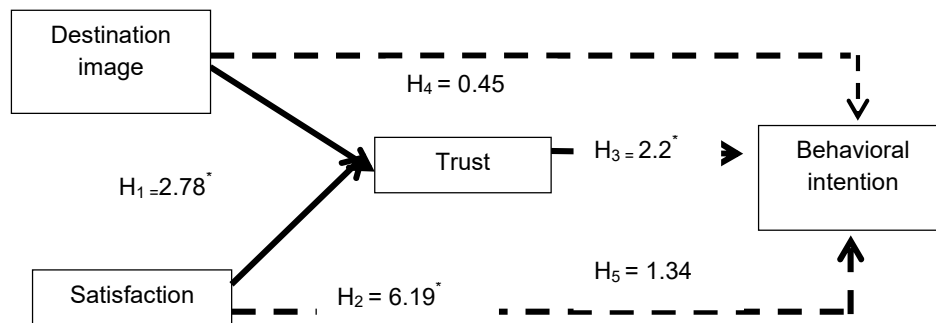 Destination
image
H₄ = 0.45
Trust
H₃ = 2.2*
Behavioral
intention
H₁ =2.78*
Satisfaction
H₂ = 6.19*
H₅ = 1.34